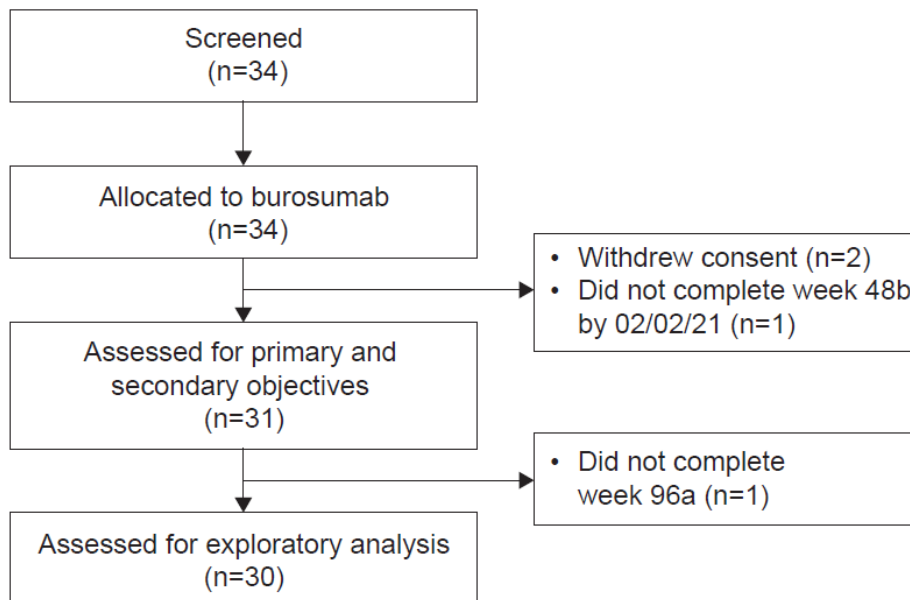 Screened
(n=34)
Allocated to burosumab
(n=34)
• Withdrew consent (n=2)
• Did not complete week 48b
by 02/02/21 (n=1)
Assessed for primary and
secondary objectives
(n=31)
• Did not complete
week 96a (n=1)
Assessed for exploratory analysis
(n=30)